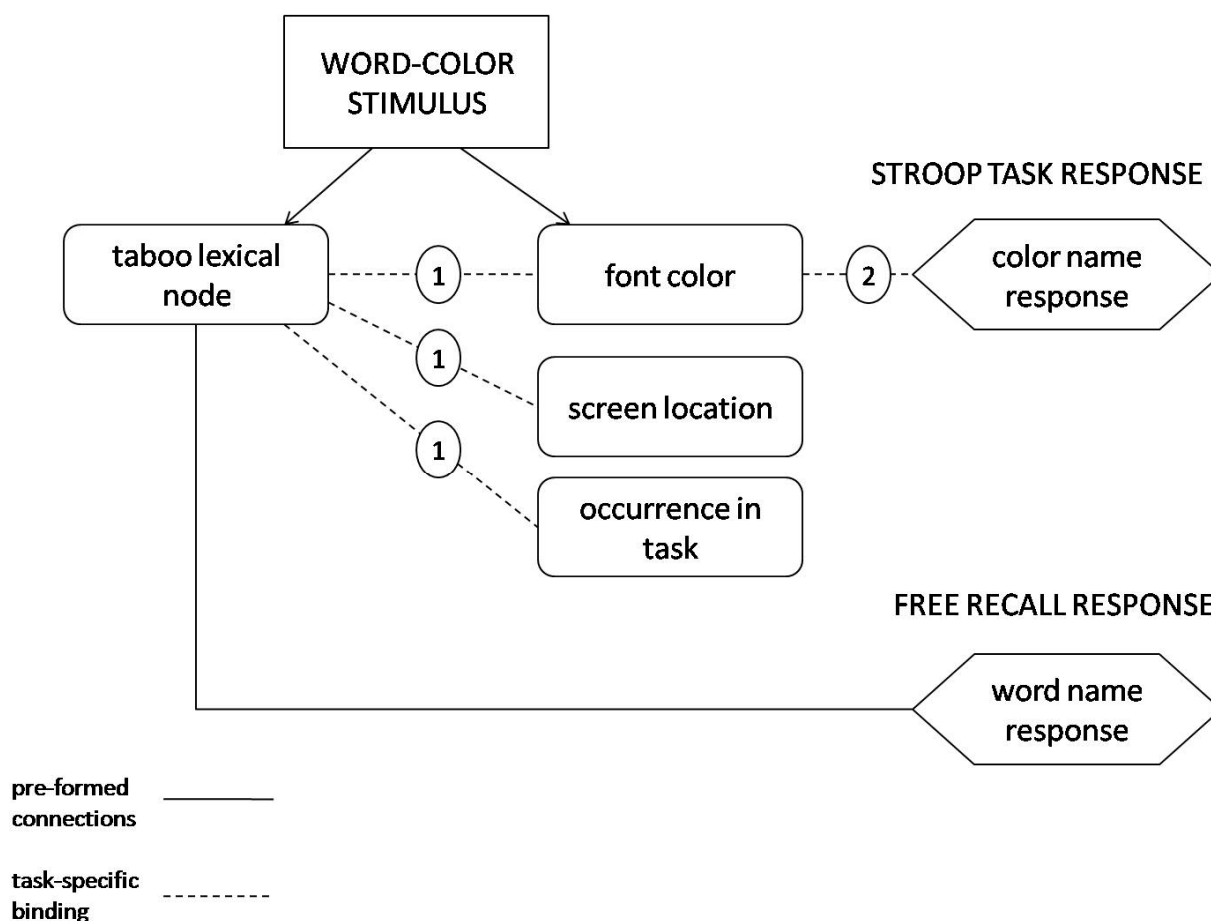 WORD-COLOR
STIMULUS
STROOP TASK RESPONSE
taboo lexical
node
1
font color
2
color name
response
1
screen location
1
occurrence in
task
FREE RECALL RESPONSE
word name
response
pre-formed
connections
task-specific
binding